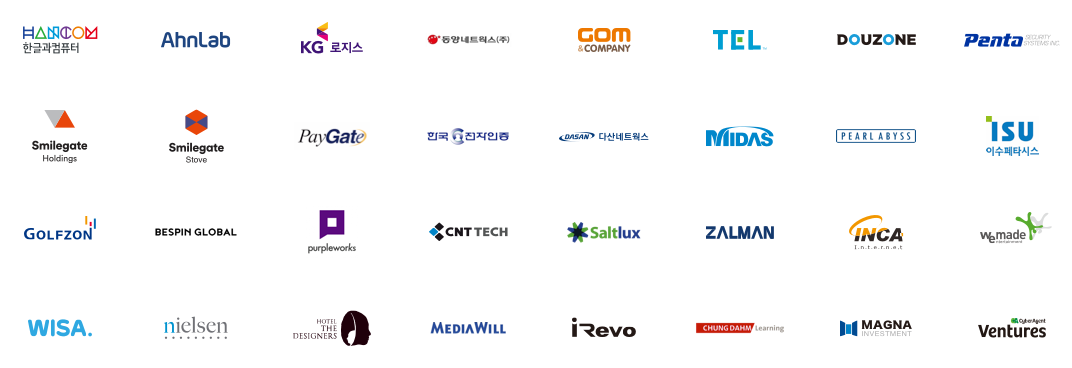 HANCOM
한글과컴퓨터
AhnLab
KG 로지스
동양네트웍스(주)
GOM
&COMPANY
TEL
DOUZONE
Penta SECURITY SYSTEMS INC.
Smilegate
Holdings
Smilegate
Stove
PayGate
한국전자인증
DASAN 다산네트웍스
MIDAS
PEARL ABYSS
ISU
이수페타시스
GOLFZON
BESPIN GLOBAL
purpleworks
CNT TECH
Saltlux
ZALMAN
INCA
Internet
wemade
entertainment
WISA.
nielsen
HOTEL
THE
DESIGNERS
MEDIAWILL
iRevo
CHUNGDAHM Learning
MAGNA
INVESTMENT
CyberAgent
Ventures